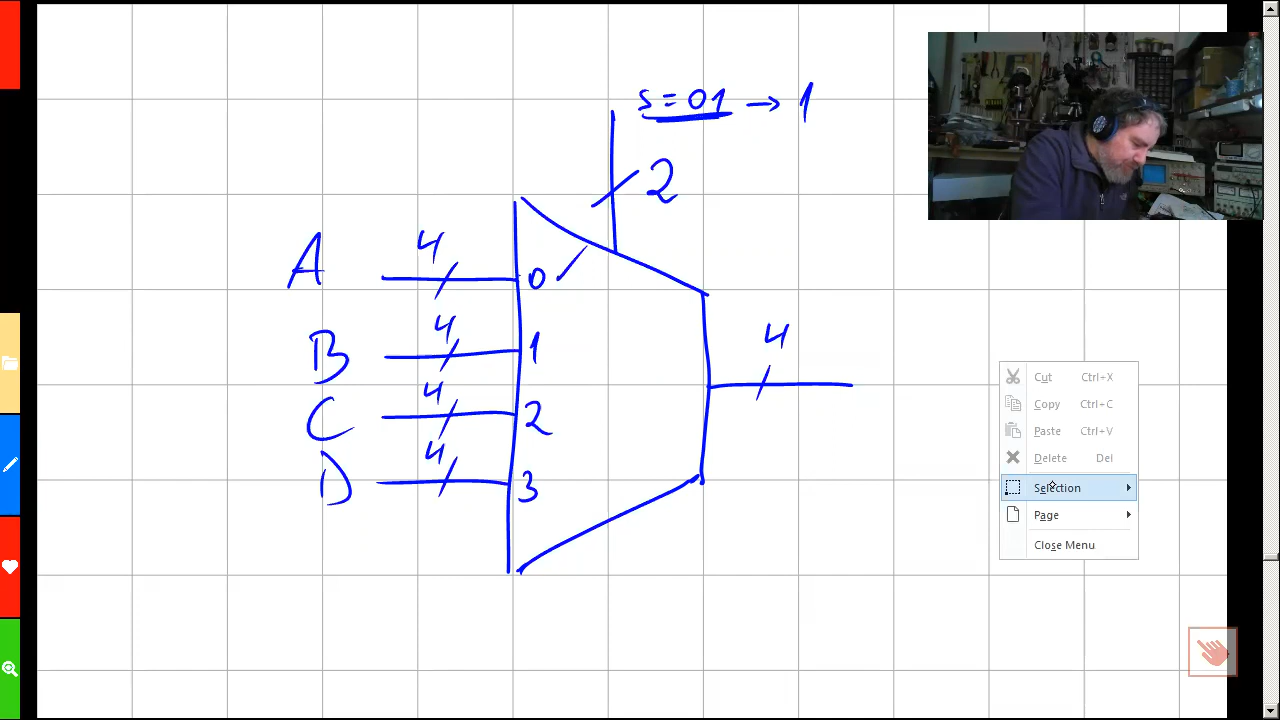 s = 01 → 1
2
A 4 0
B 4 1
4
C 4 2
D 4 3
Cut Ctrl+X
Copy Ctrl+C
Paste Ctrl+V
Delete Del
Selection
Page
Close Menu